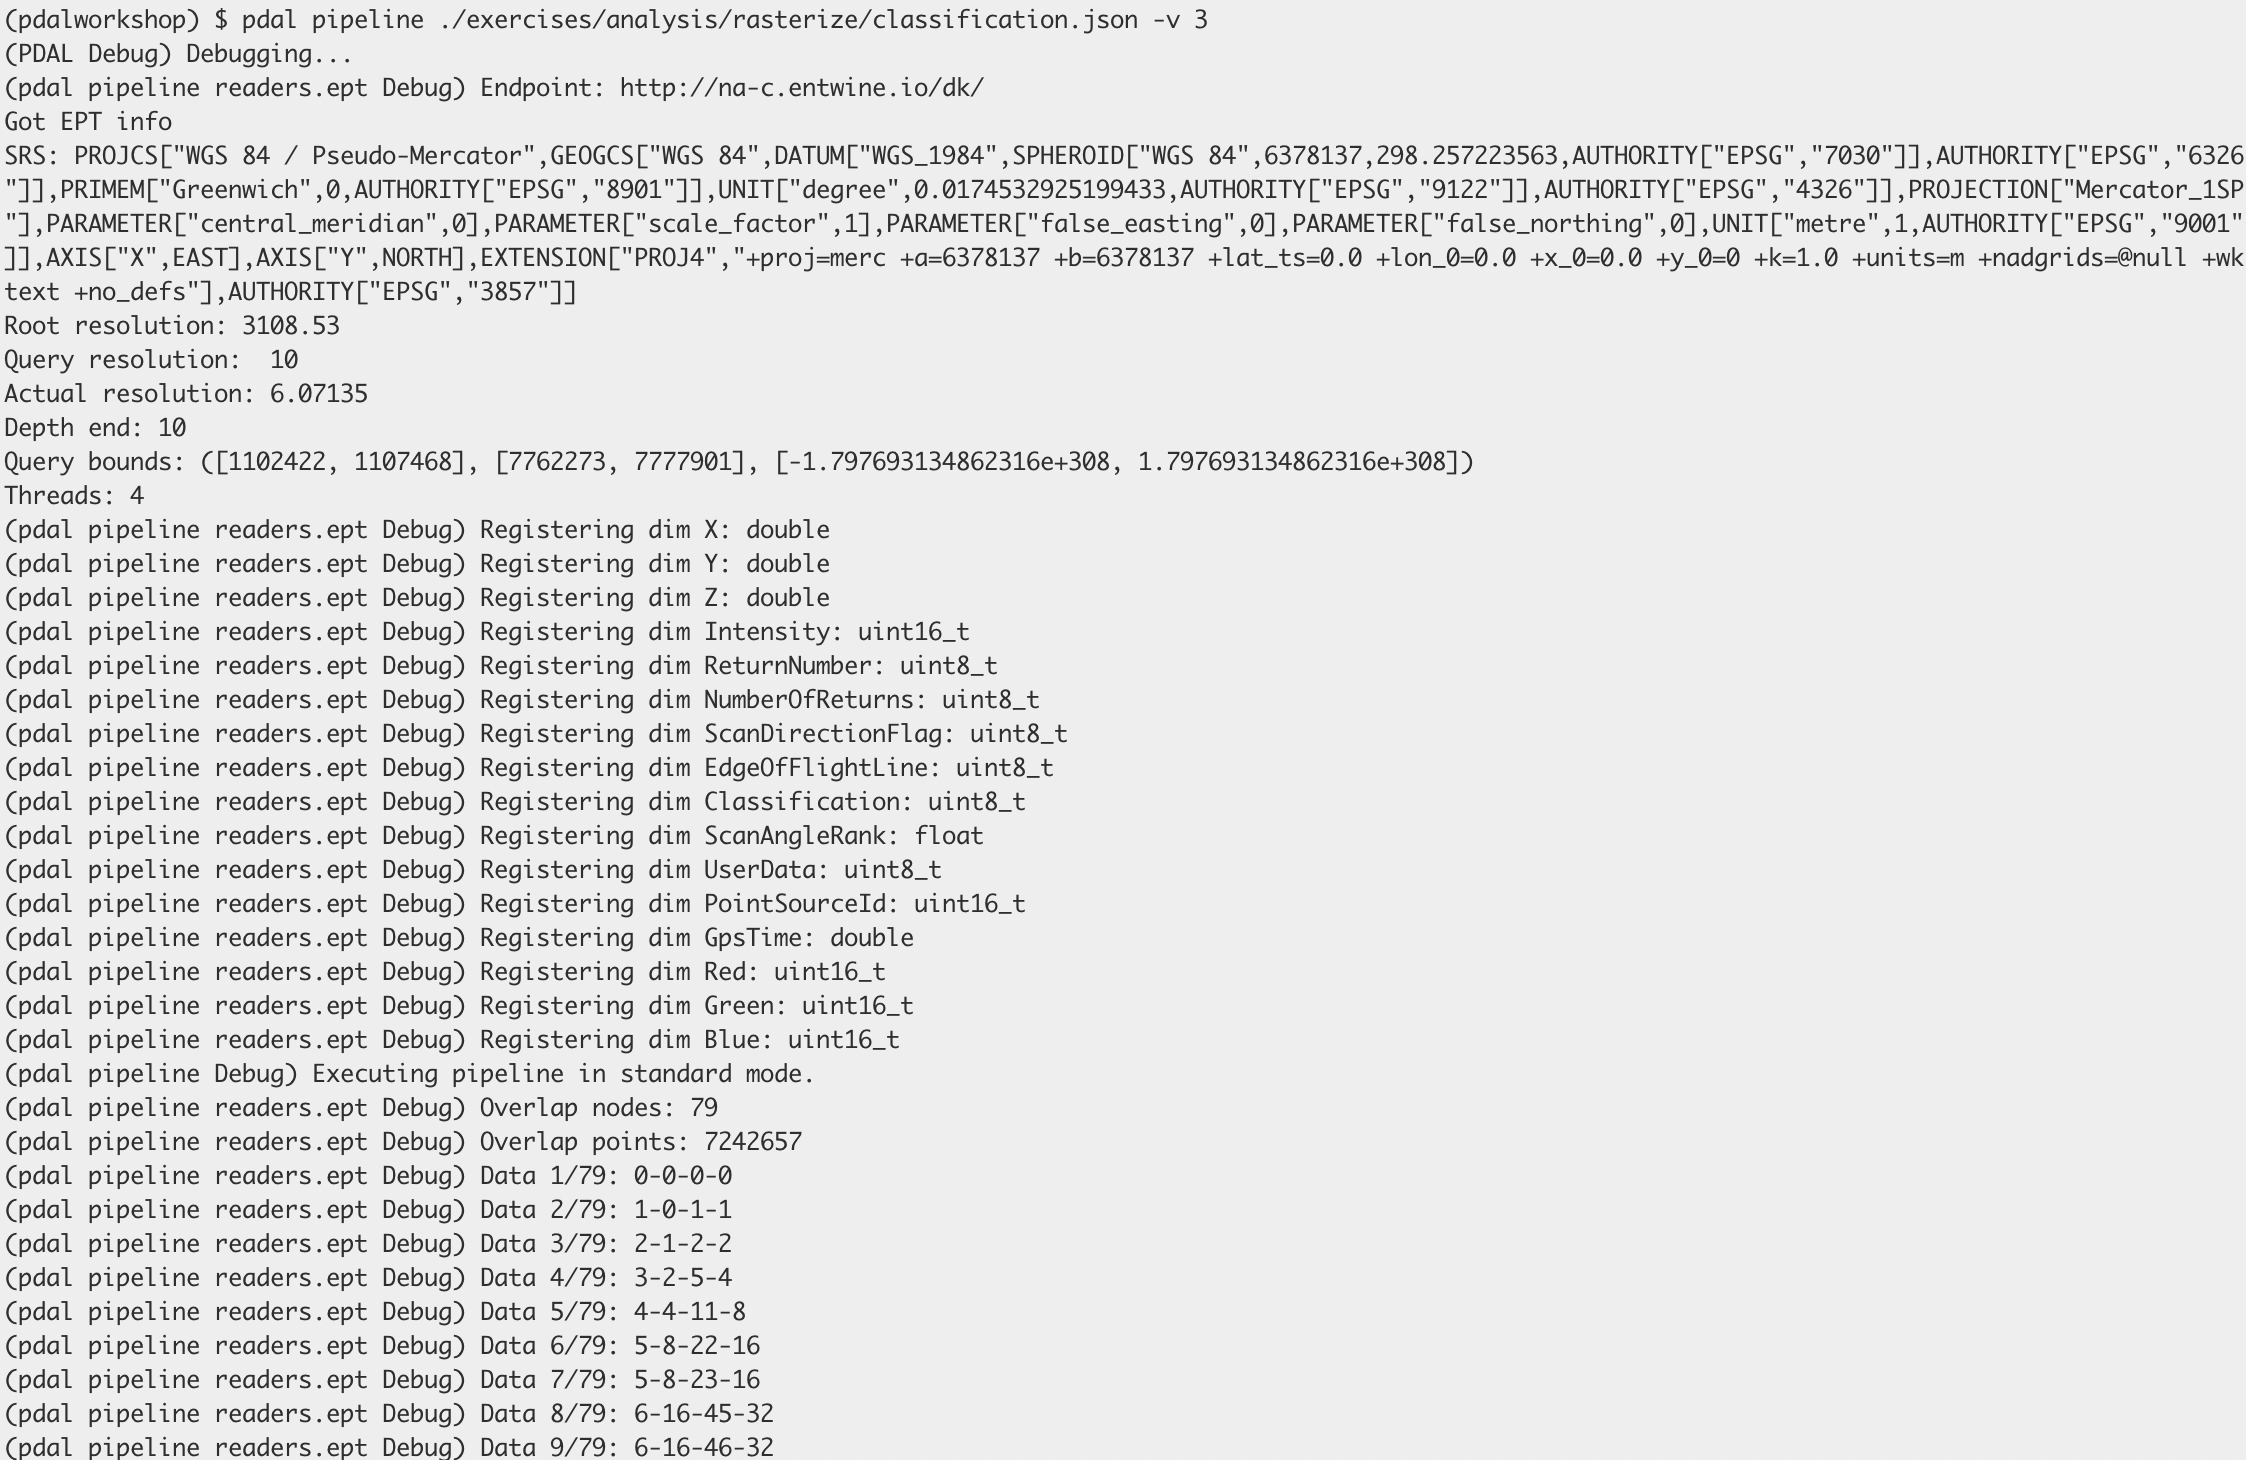 (pdalworkshop) $ pdal pipeline ./exercises/analysis/rasterize/classification.json -v 3
(PDAL Debug) Debugging...
(pdal pipeline readers.ept Debug) Endpoint: http://na-c.entwine.io/dk/
Got EPT info
SRS: PROJCS["WGS 84 / Pseudo-Mercator",GEOGCS["WGS 84",DATUM["WGS_1984",SPHEROID["WGS 84",6378137,298.257223563,AUTHORITY["EPSG","7030"]],AUTHORITY["EPSG","6326
"]],PRIMEM["Greenwich",0,AUTHORITY["EPSG","8901"]],UNIT["degree",0.0174532925199433,AUTHORITY["EPSG","9122"]],AUTHORITY["EPSG","4326"]],PROJECTION["Mercator_1SP
"],PARAMETER["central_meridian",0],PARAMETER["scale_factor",1],PARAMETER["false_easting",0],PARAMETER["false_northing",0],UNIT["metre",1,AUTHORITY["EPSG","9001"
]],AXIS["X",EAST],AXIS["Y",NORTH],EXTENSION["PROJ4","+proj=merc +a=6378137 +b=6378137 +lat_ts=0.0 +lon_0=0.0 +x_0=0.0 +y_0=0 +k=1.0 +units=m +nadgrids=@null +wk
text +no_defs"],AUTHORITY["EPSG","3857"]]
Root resolution: 3108.53
Query resolution:  10
Actual resolution: 6.07135
Depth end: 10
Query bounds: ([1102422, 1107468], [7762273, 7777901], [-1.797693134862316e+308, 1.797693134862316e+308])
Threads: 4
(pdal pipeline readers.ept Debug) Registering dim X: double
(pdal pipeline readers.ept Debug) Registering dim Y: double
(pdal pipeline readers.ept Debug) Registering dim Z: double
(pdal pipeline readers.ept Debug) Registering dim Intensity: uint16_t
(pdal pipeline readers.ept Debug) Registering dim ReturnNumber: uint8_t
(pdal pipeline readers.ept Debug) Registering dim NumberOfReturns: uint8_t
(pdal pipeline readers.ept Debug) Registering dim ScanDirectionFlag: uint8_t
(pdal pipeline readers.ept Debug) Registering dim EdgeOfFlightLine: uint8_t
(pdal pipeline readers.ept Debug) Registering dim Classification: uint8_t
(pdal pipeline readers.ept Debug) Registering dim ScanAngleRank: float
(pdal pipeline readers.ept Debug) Registering dim UserData: uint8_t
(pdal pipeline readers.ept Debug) Registering dim PointSourceId: uint16_t
(pdal pipeline readers.ept Debug) Registering dim GpsTime: double
(pdal pipeline readers.ept Debug) Registering dim Red: uint16_t
(pdal pipeline readers.ept Debug) Registering dim Green: uint16_t
(pdal pipeline readers.ept Debug) Registering dim Blue: uint16_t
(pdal pipeline Debug) Executing pipeline in standard mode.
(pdal pipeline readers.ept Debug) Overlap nodes: 79
(pdal pipeline readers.ept Debug) Overlap points: 7242657
(pdal pipeline readers.ept Debug) Data 1/79: 0-0-0-0
(pdal pipeline readers.ept Debug) Data 2/79: 1-0-1-1
(pdal pipeline readers.ept Debug) Data 3/79: 2-1-2-2
(pdal pipeline readers.ept Debug) Data 4/79: 3-2-5-4
(pdal pipeline readers.ept Debug) Data 5/79: 4-4-11-8
(pdal pipeline readers.ept Debug) Data 6/79: 5-8-22-16
(pdal pipeline readers.ept Debug) Data 7/79: 5-8-23-16
(pdal pipeline readers.ept Debug) Data 8/79: 6-16-45-32
(pdal pipeline readers.ept Debug) Data 9/79: 6-16-46-32